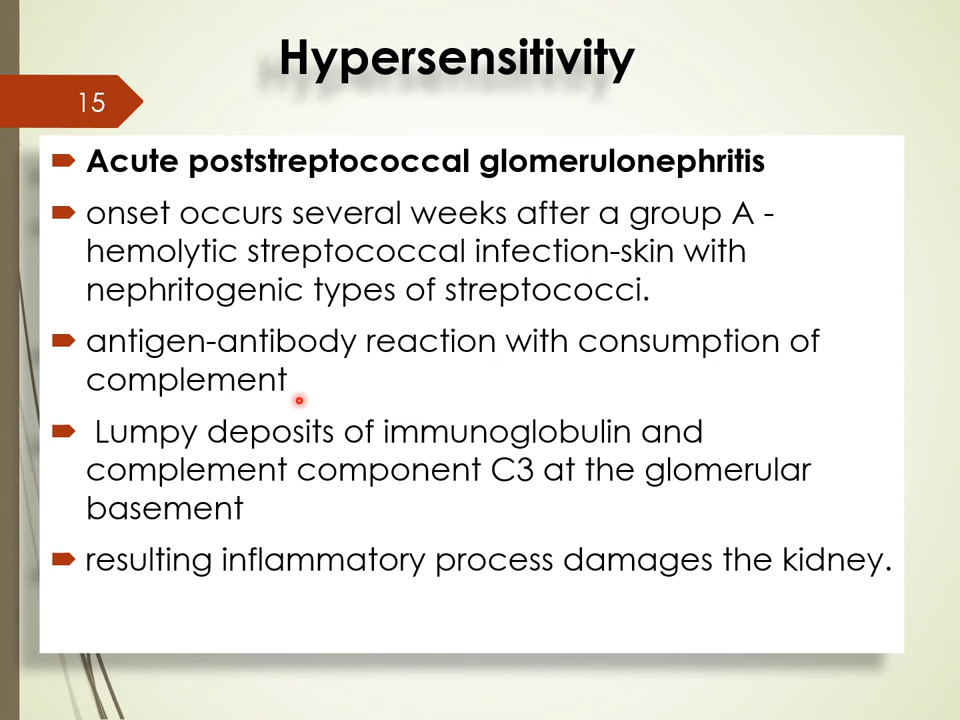 Hypersensitivity
15
Acute poststreptococcal glomerulonephritis
onset occurs several weeks after a group A -
hemolytic streptococcal infection-skin with
nephritogenic types of streptococci.
antigen-antibody reaction with consumption of
complement
Lumpy deposits of immunoglobulin and
complement component C3 at the glomerular
basement
resulting inflammatory process damages the kidney.